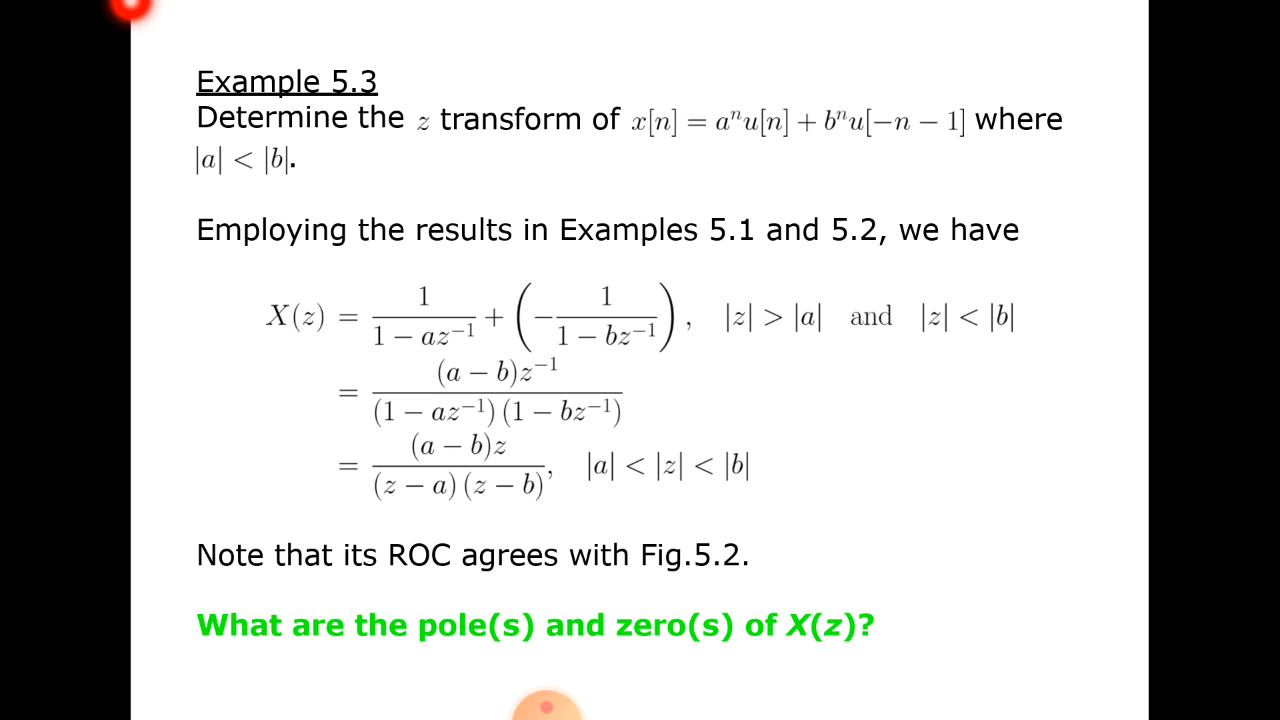 Example 5.3
Determine the z transform of x[n] = aⁿu[n] + bⁿu[−n − 1] where
|a| < |b|.
Employing the results in Examples 5.1 and 5.2, we have
X(z) = 1/(1 − az⁻¹) + (−1/(1 − bz⁻¹)), |z| > |a| and |z| < |b|
= (a − b)z⁻¹/((1 − az⁻¹)(1 − bz⁻¹))
= (a − b)z/((z − a)(z − b)), |a| < |z| < |b|
Note that its ROC agrees with Fig.5.2.
What are the pole(s) and zero(s) of X(z)?